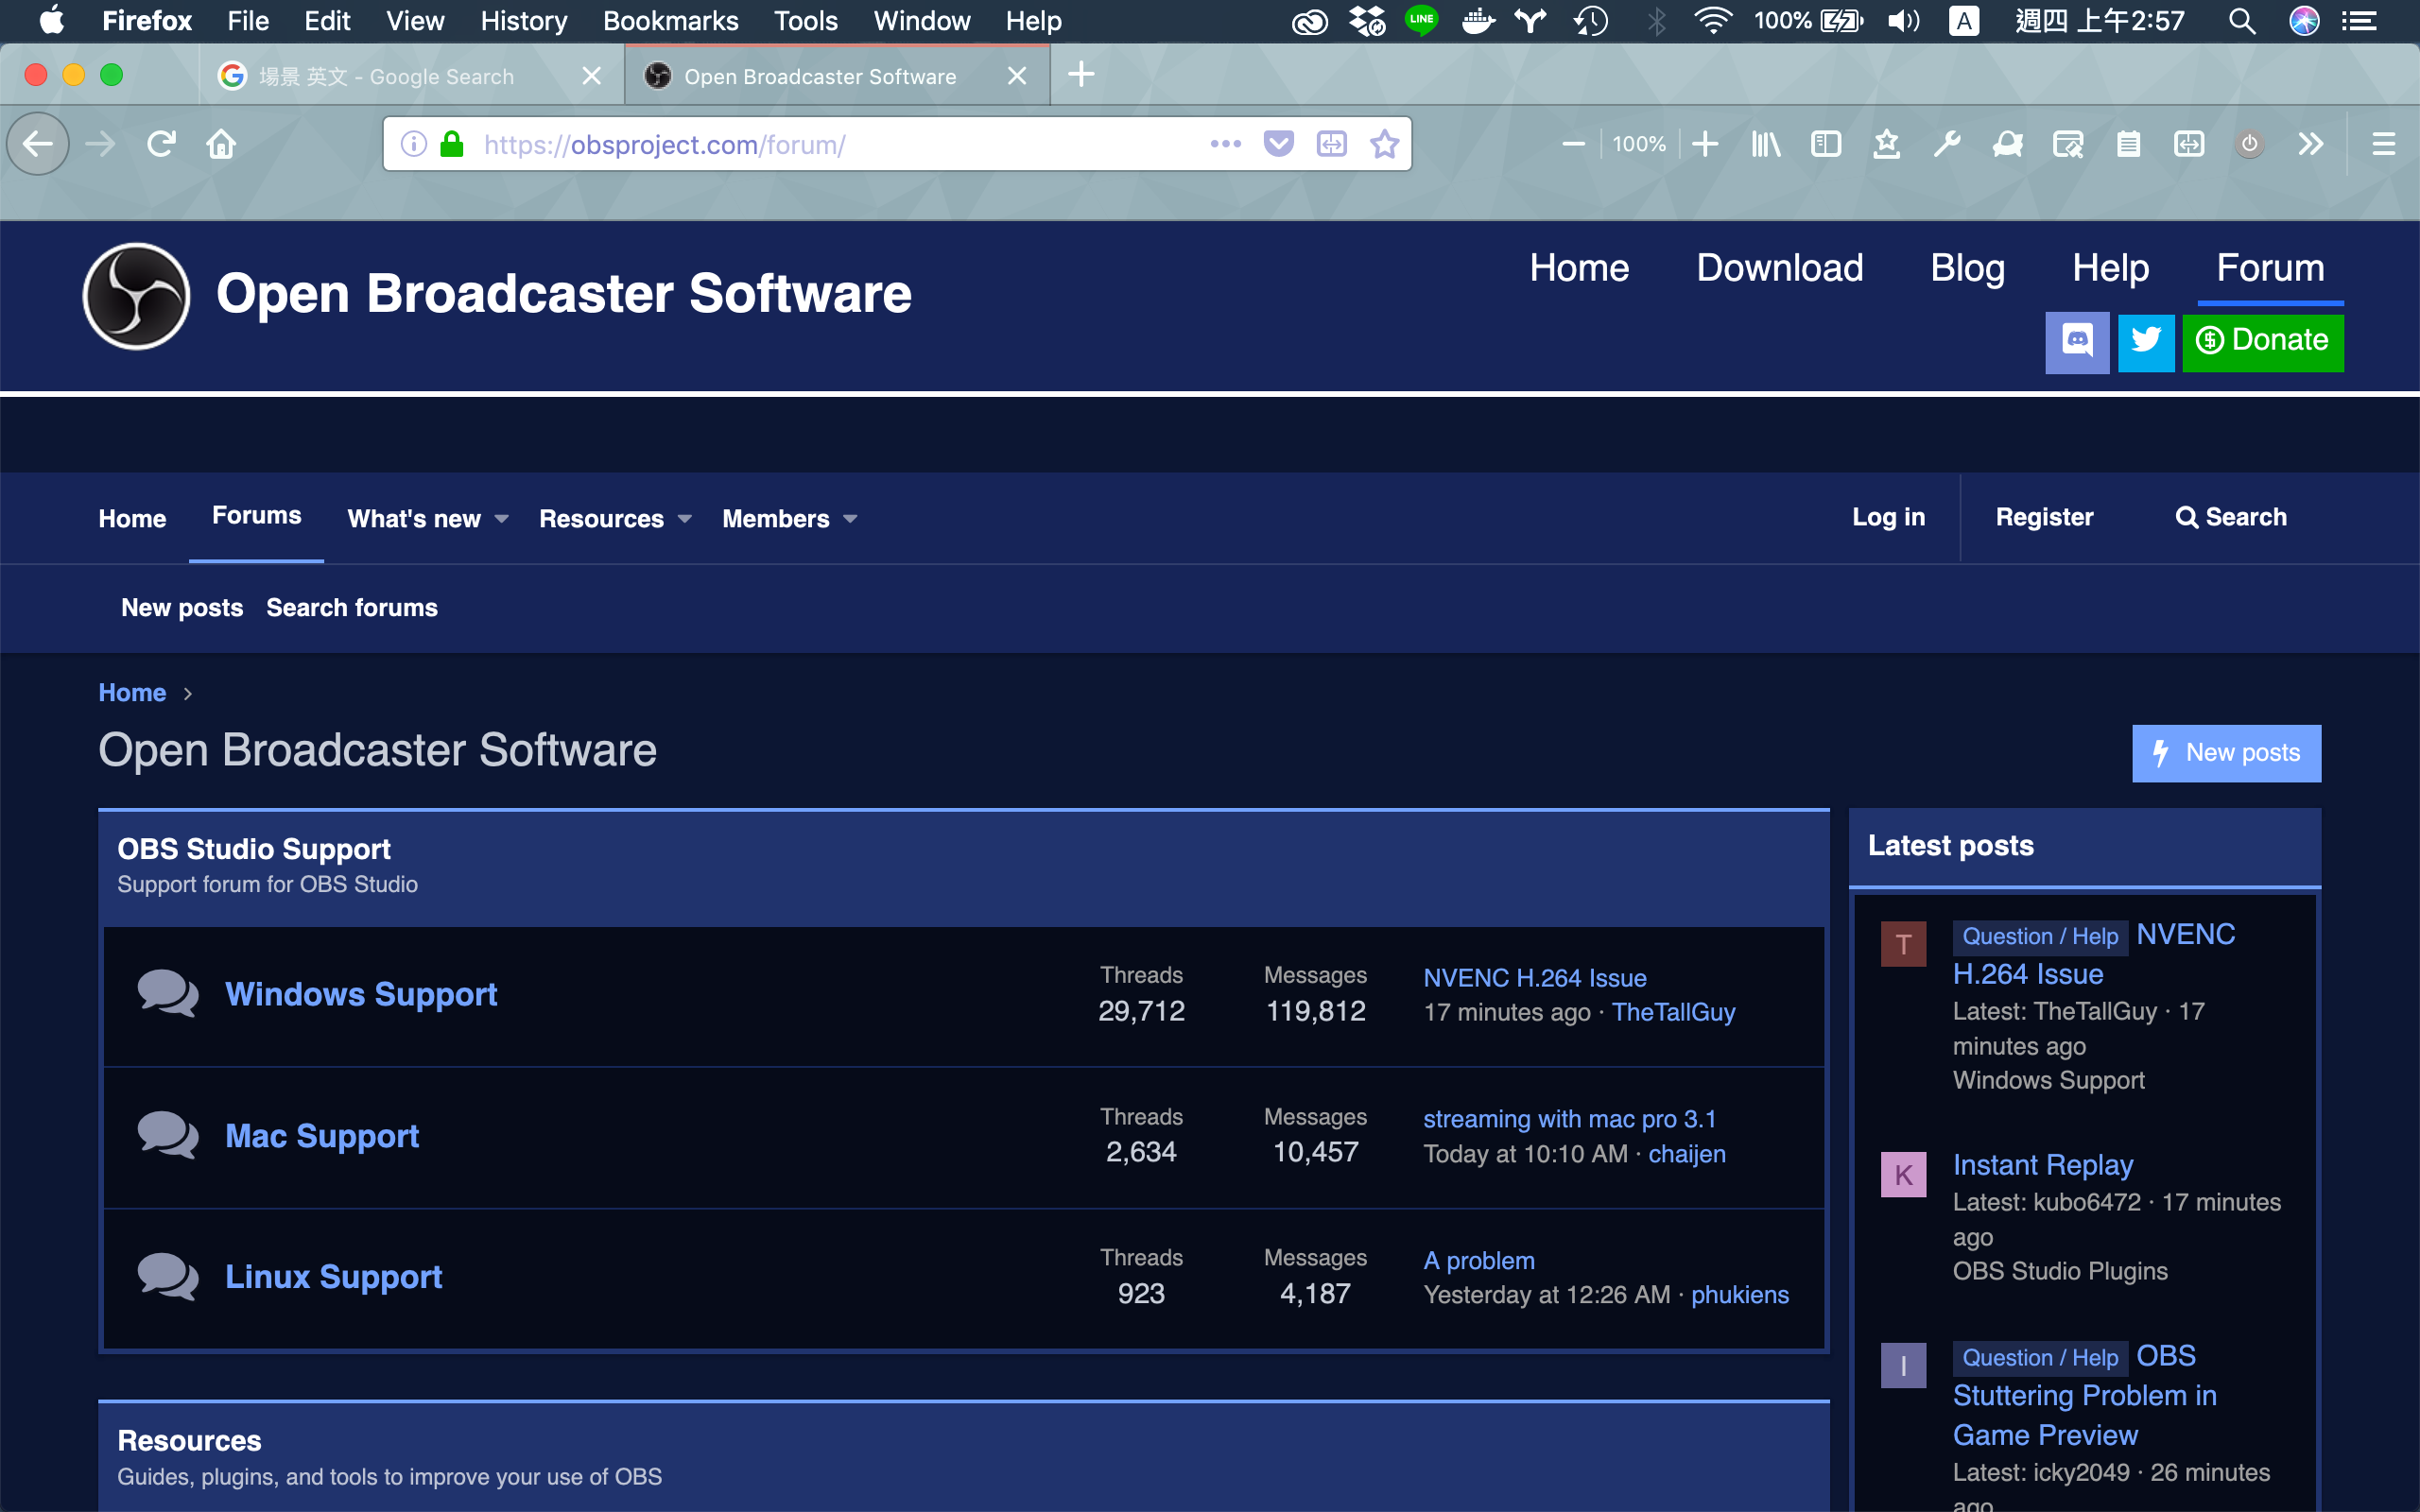 Firefox File Edit View History Bookmarks Tools Window Help LINE 100% A 週四 上午2:57
場景 英文 - Google Search Open Broadcaster Software
https://obsproject.com/forum/ 100%
Open Broadcaster Software
Home Download Blog Help Forum
Donate
Home Forums What's new Resources Members Log in Register Search
New posts Search forums
Home
Open Broadcaster Software
New posts
OBS Studio Support
Support forum for OBS Studio
Windows Support
Threads
29,712
Messages
119,812
NVENC H.264 Issue
17 minutes ago · TheTallGuy
Mac Support
Threads
2,634
Messages
10,457
streaming with mac pro 3.1
Today at 10:10 AM · chaijen
Linux Support
Threads
923
Messages
4,187
A problem
Yesterday at 12:26 AM · phukiens
Resources
Guides, plugins, and tools to improve your use of OBS
Latest posts
T
Question / Help NVENC
H.264 Issue
Latest: TheTallGuy · 17
minutes ago
Windows Support
K
Instant Replay
Latest: kubo6472 · 17 minutes
ago
OBS Studio Plugins
I
Question / Help OBS
Stuttering Problem in
Game Preview
Latest: icky2049 · 26 minutes
ago